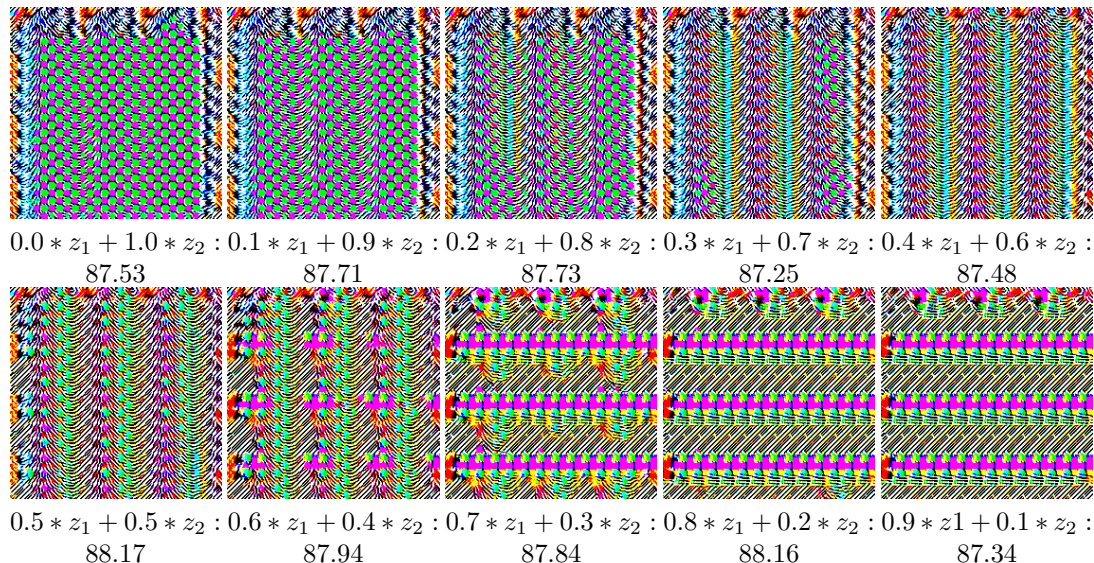 0.0 * z₁ + 1.0 * z₂ : 0.1 * z₁ + 0.9 * z₂ : 0.2 * z₁ + 0.8 * z₂ : 0.3 * z₁ + 0.7 * z₂ : 0.4 * z₁ + 0.6 * z₂ :
87.53 87.71 87.73 87.25 87.48
0.5 * z₁ + 0.5 * z₂ : 0.6 * z₁ + 0.4 * z₂ : 0.7 * z₁ + 0.3 * z₂ : 0.8 * z₁ + 0.2 * z₂ : 0.9 * z1 + 0.1 * z₂ :
88.17 87.94 87.84 88.16 87.34